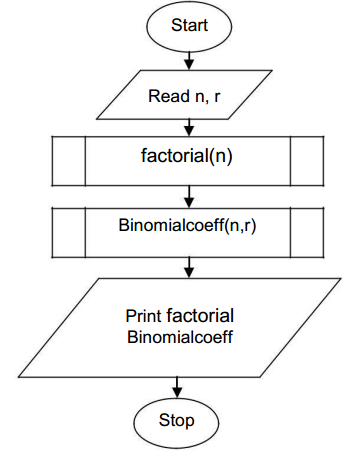 Start
Read n, r
factorial(n)
Binomialcoeff(n,r)
Print factorial
Binomialcoeff
Stop